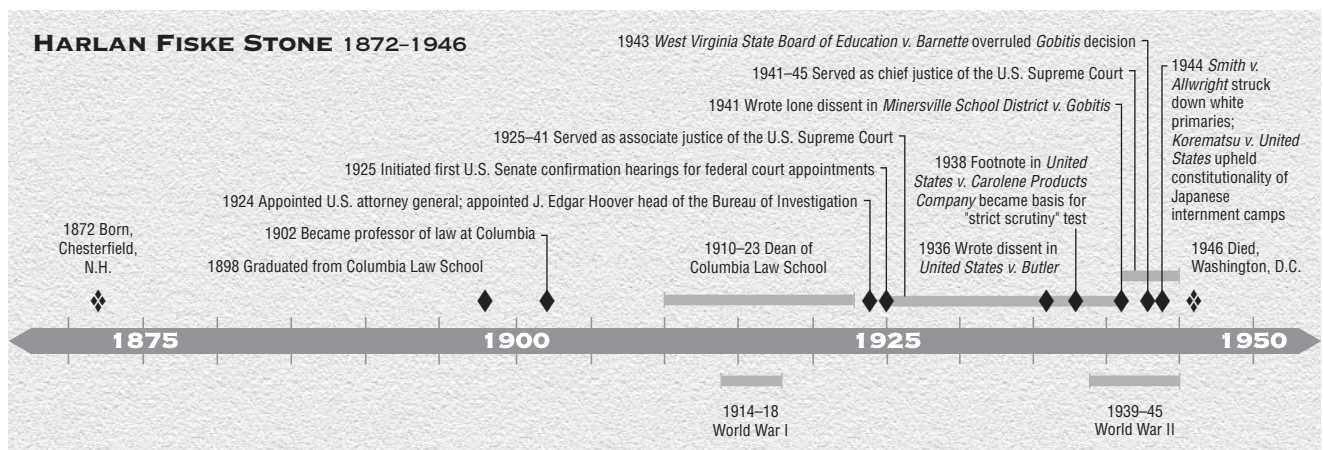 HARLAN FISKE STONE 1872–1946
1943 West Virginia State Board of Education v. Barnette overruled Gobitis decision
1941–45 Served as chief justice of the U.S. Supreme Court
1944 Smith v.
Allwright struck
down white
primaries;
Korematsu v. United
States upheld
constitutionality of
Japanese
internment camps
1941 Wrote lone dissent in Minersville School District v. Gobitis
1925–41 Served as associate justice of the U.S. Supreme Court
1925 Initiated first U.S. Senate confirmation hearings for federal court appointments
1938 Footnote in United
States v. Carolene Products
Company became basis for
"strict scrutiny" test
1924 Appointed U.S. attorney general; appointed J. Edgar Hoover head of the Bureau of Investigation
1872 Born,
Chesterfield,
N.H.
1902 Became professor of law at Columbia
1898 Graduated from Columbia Law School
1910–23 Dean of
Columbia Law School
1936 Wrote dissent in
United States v. Butler
1946 Died,
Washington, D.C.
1875
1900
1925
1950
1914–18
World War I
1939–45
World War II